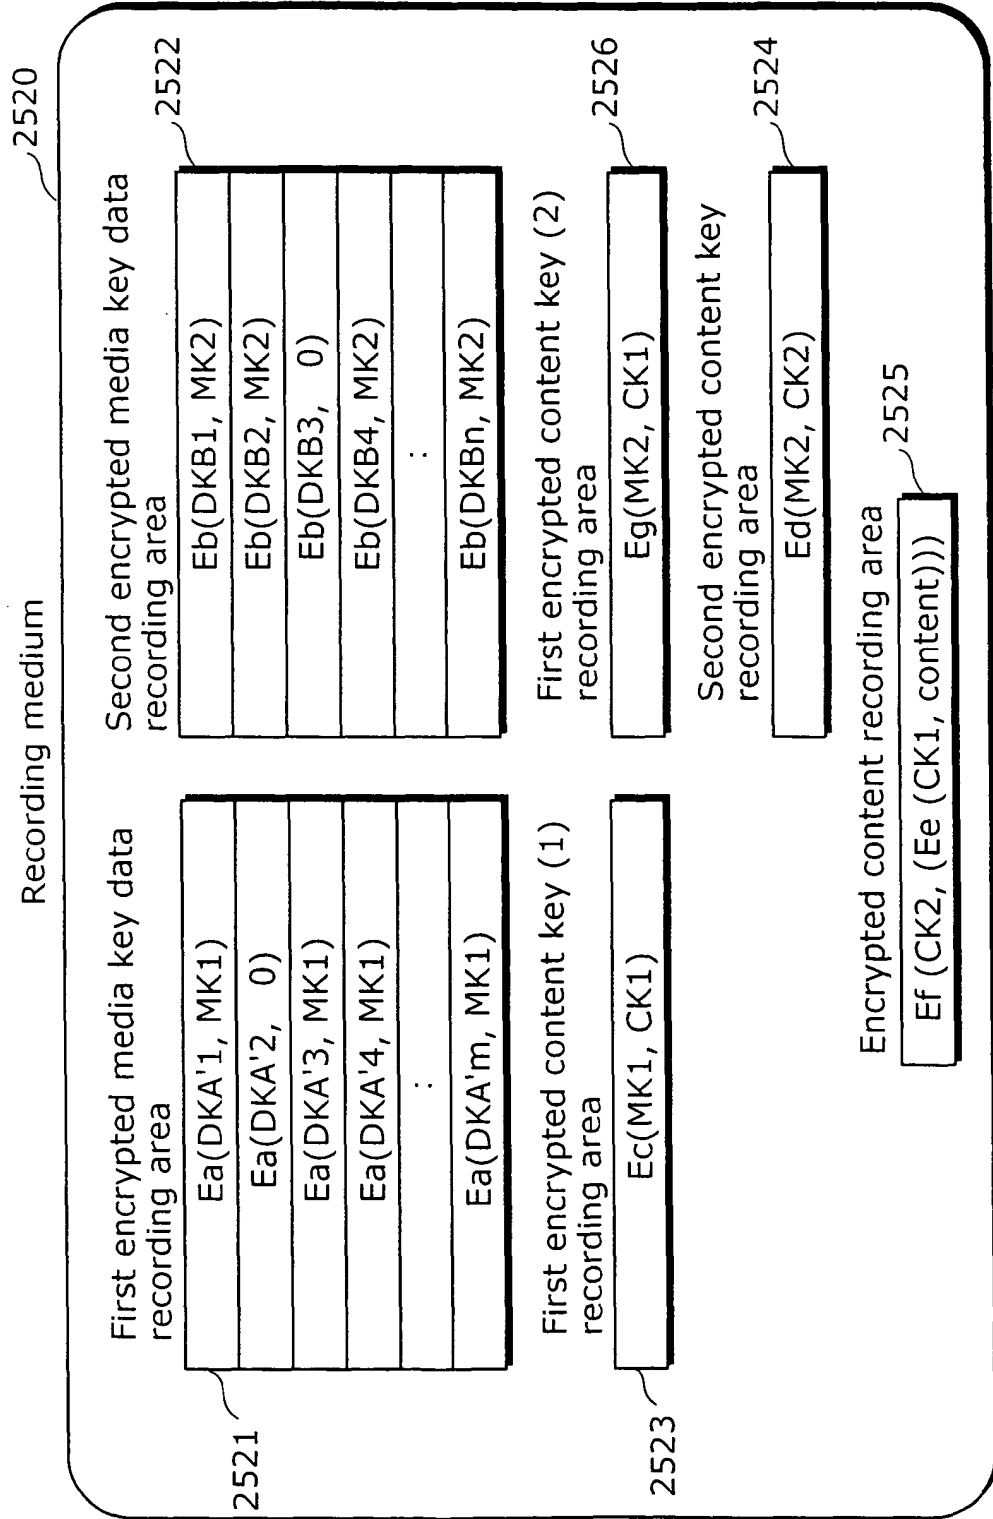 Recording medium
2520
First encrypted media key data
recording area
2521
Ea(DKA'1, MK1)
Ea(DKA'2, 0)
Ea(DKA'3, MK1)
Ea(DKA'4, MK1)
:
Ea(DKA'm, MK1)
Second encrypted media key data
recording area
2522
Eb(DKB1, MK2)
Eb(DKB2, MK2)
Eb(DKB3, 0)
Eb(DKB4, MK2)
:
Eb(DKBn, MK2)
First encrypted content key (1)
recording area
2523
Ec(MK1, CK1)
First encrypted content key (2)
recording area
2526
Eg(MK2, CK1)
Second encrypted content key
recording area
2524
Ed(MK2, CK2)
Encrypted content recording area
2525
Ef (CK2, (Ee (CK1, content)))